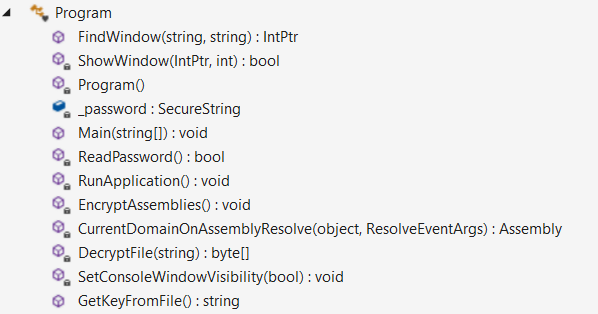 Program
FindWindow(string, string) : IntPtr
ShowWindow(IntPtr, int) : bool
Program()
_password : SecureString
Main(string[]) : void
ReadPassword() : bool
RunApplication() : void
EncryptAssemblies() : void
CurrentDomainOnAssemblyResolve(object, ResolveEventArgs) : Assembly
DecryptFile(string) : byte[]
SetConsoleWindowVisibility(bool) : void
GetKeyFromFile() : string